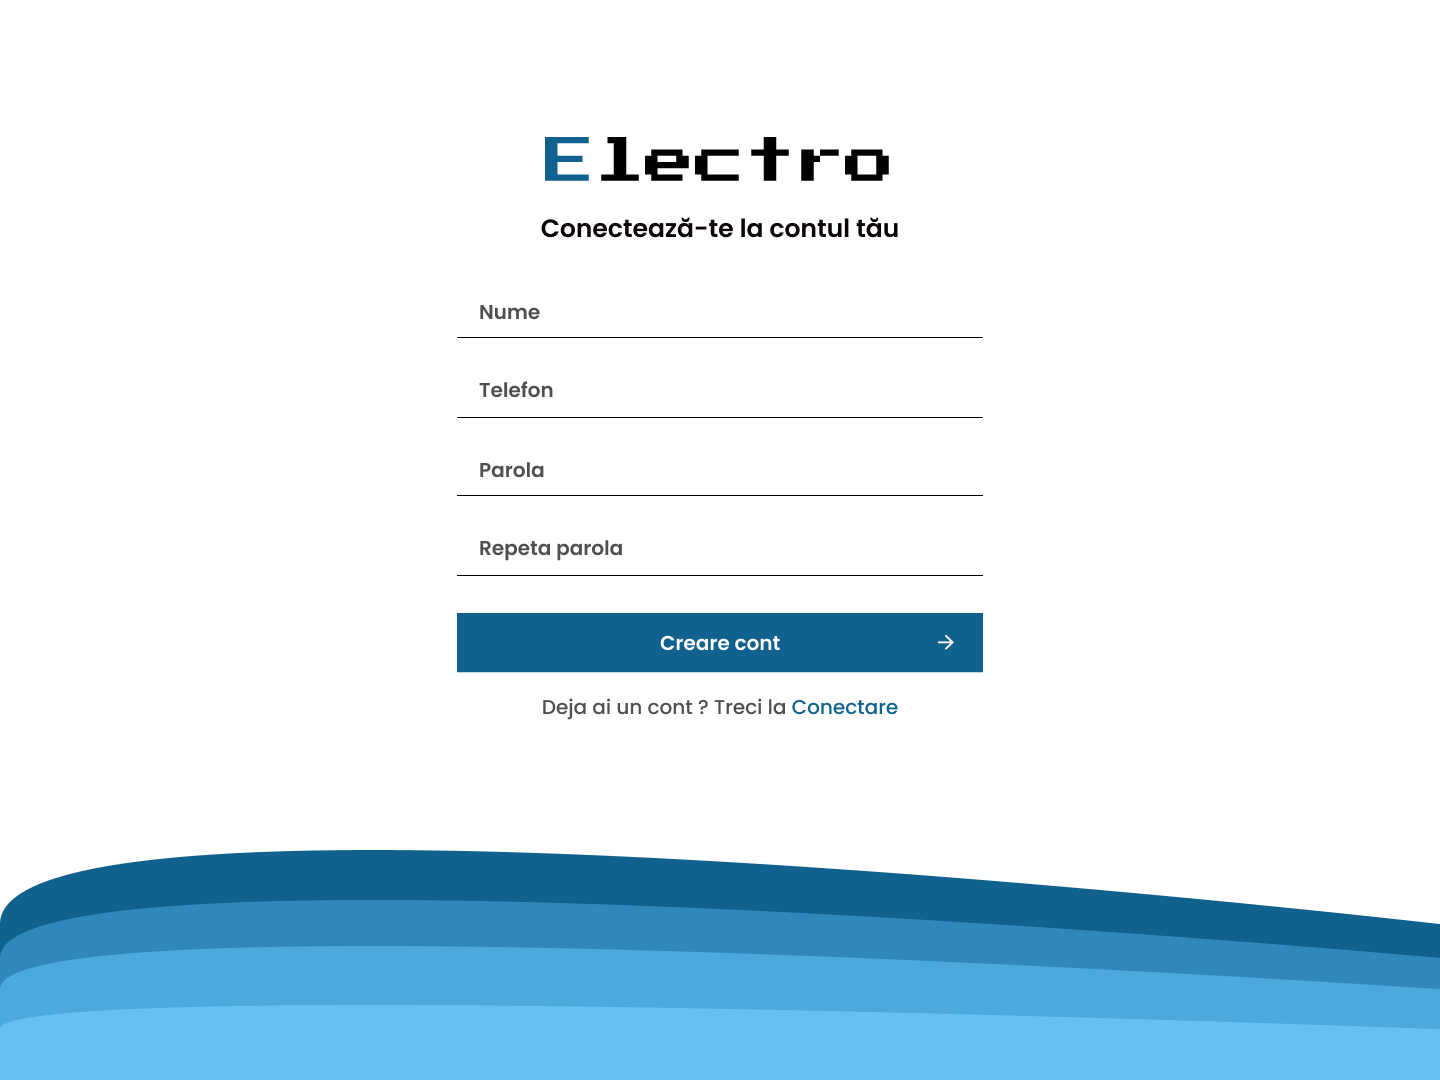 Electro
Conectează-te la contul tău
Nume
Telefon
Parola
Repeta parola
Creare cont
Deja ai un cont ? Treci la Conectare